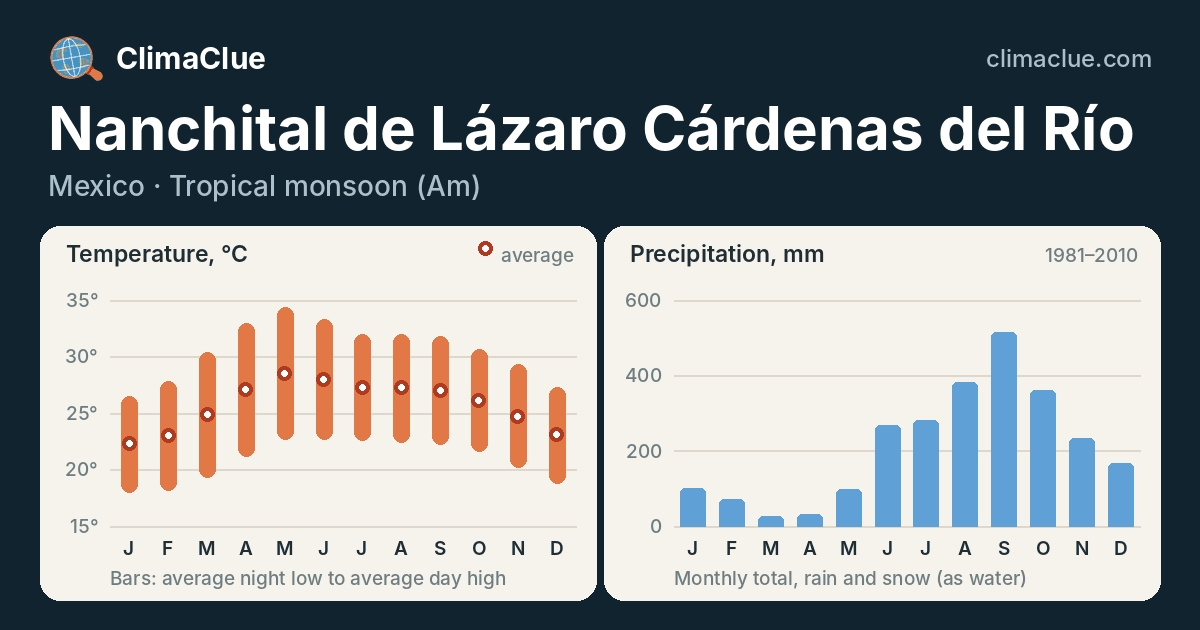 ClimaClue
climaclue.com
Nanchital de Lázaro Cárdenas del Río
Mexico · Tropical monsoon (Am)
Temperature, °C
average
35°
30°
25°
20°
15°
J F M A M J J A S O N D
Bars: average night low to average day high
Precipitation, mm
1981–2010
600
400
200
0
J F M A M J J A S O N D
Monthly total, rain and snow (as water)